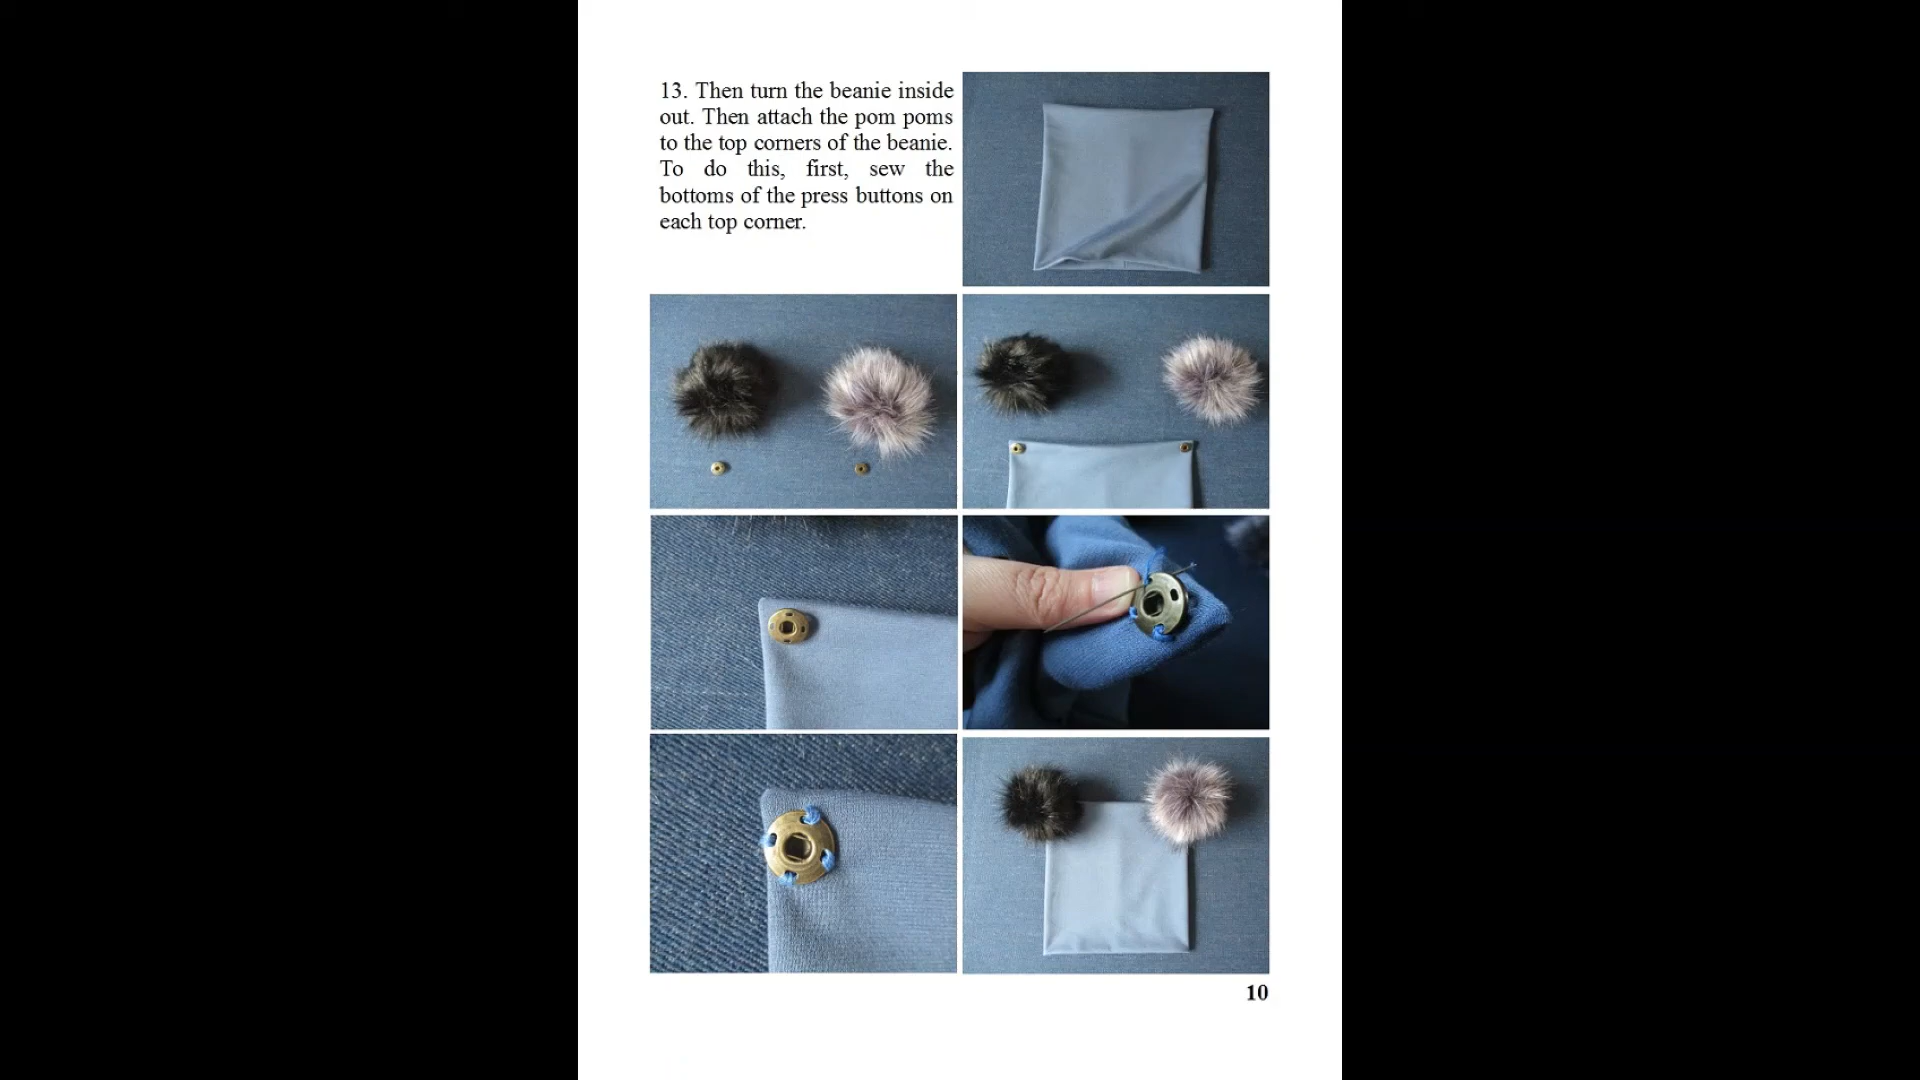 13. Then turn the beanie inside
out. Then attach the pom poms
to the top corners of the beanie.
To do this, first, sew the
bottoms of the press buttons on
each top corner.
10